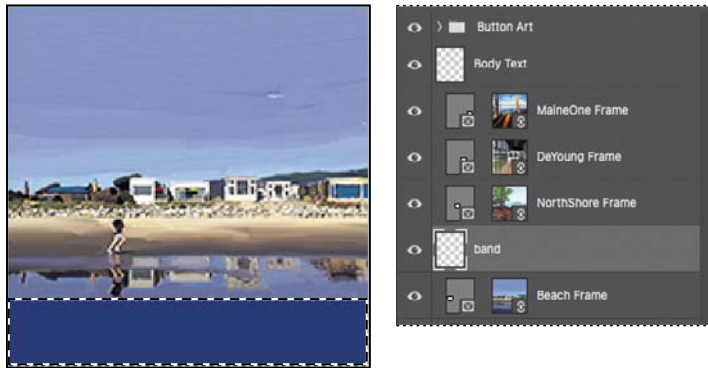 Button Art
Body Text
MaineOne Frame
DeYoung Frame
NorthShore Frame
band
Beach Frame